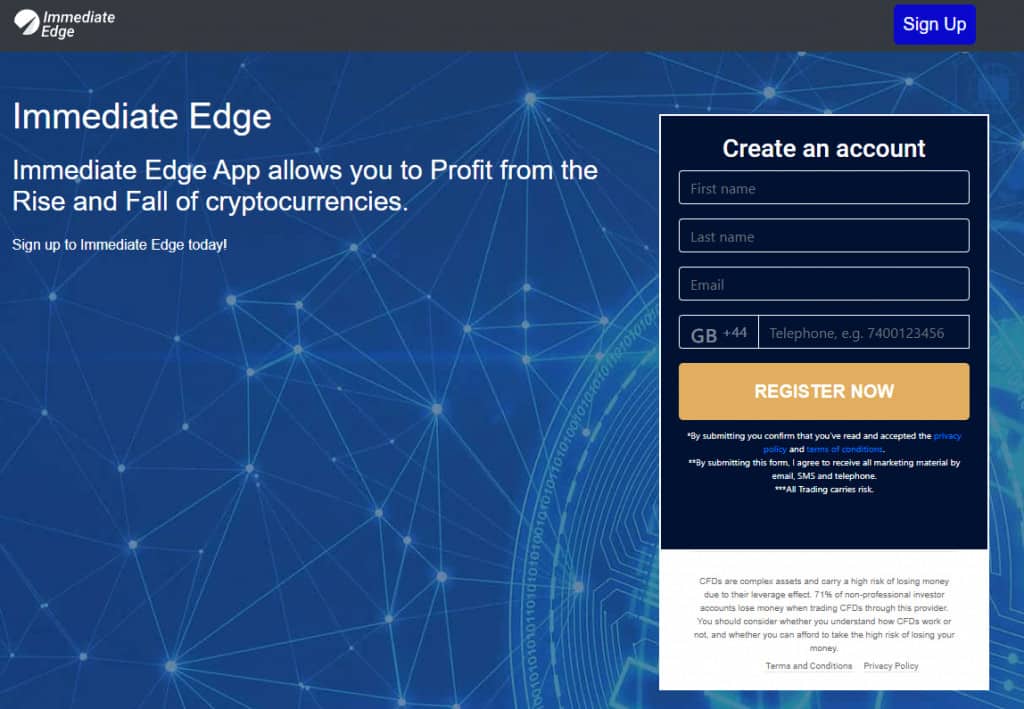 Immediate
Edge
Sign Up
Immediate Edge
Immediate Edge App allows you to Profit from the
Rise and Fall of cryptocurrencies.
Sign up to Immediate Edge today!
Create an account
First name
Last name
Email
GB +44 Telephone, e.g. 7400123456
REGISTER NOW
*By submitting you confirm that you've read and accepted the privacy
policy and terms of conditions.
**By submitting this form, I agree to receive all marketing material by
email, SMS and telephone.
***All Trading carries risk.
CFDs are complex assets and carry a high risk of losing money
due to their leverage effect. 71% of non-professional investor
accounts lose money when trading CFDs through this provider.
You should consider whether you understand how CFDs work or
not, and whether you can afford to take the high risk of losing your
money.
Terms and Conditions Privacy Policy